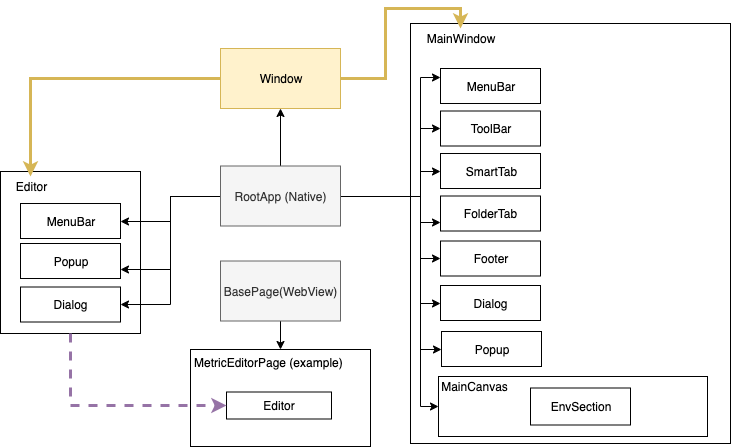 MainWindow
Window
MenuBar
ToolBar
SmartTab
FolderTab
Footer
Dialog
Popup
MainCanvas
EnvSection
RootApp (Native)
Editor
MenuBar
Popup
Dialog
BasePage(WebView)
MetricEditorPage (example)
Editor